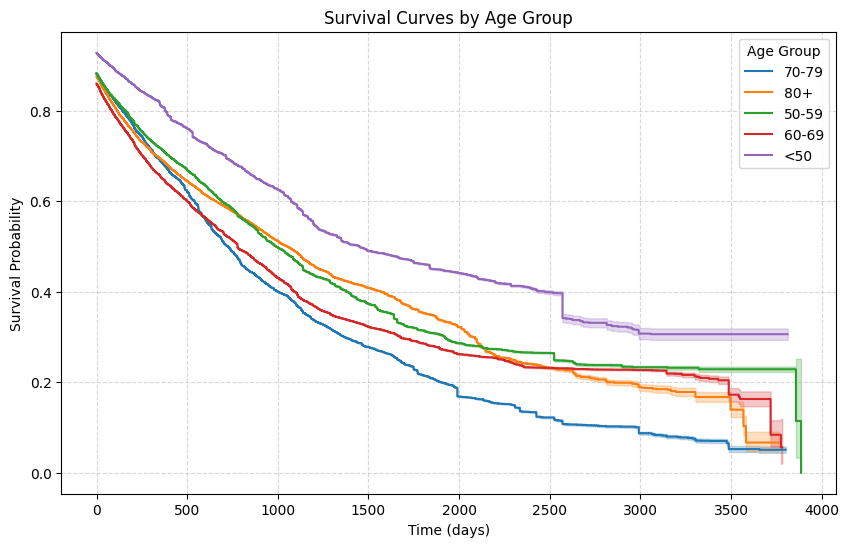 Survival Curves by Age Group
Survival Probability
0.8
0.6
0.4
0.2
0.0
Age Group
70-79
80+
50-59
60-69
<50
0 500 1000 1500 2000 2500 3000 3500 4000
Time (days)